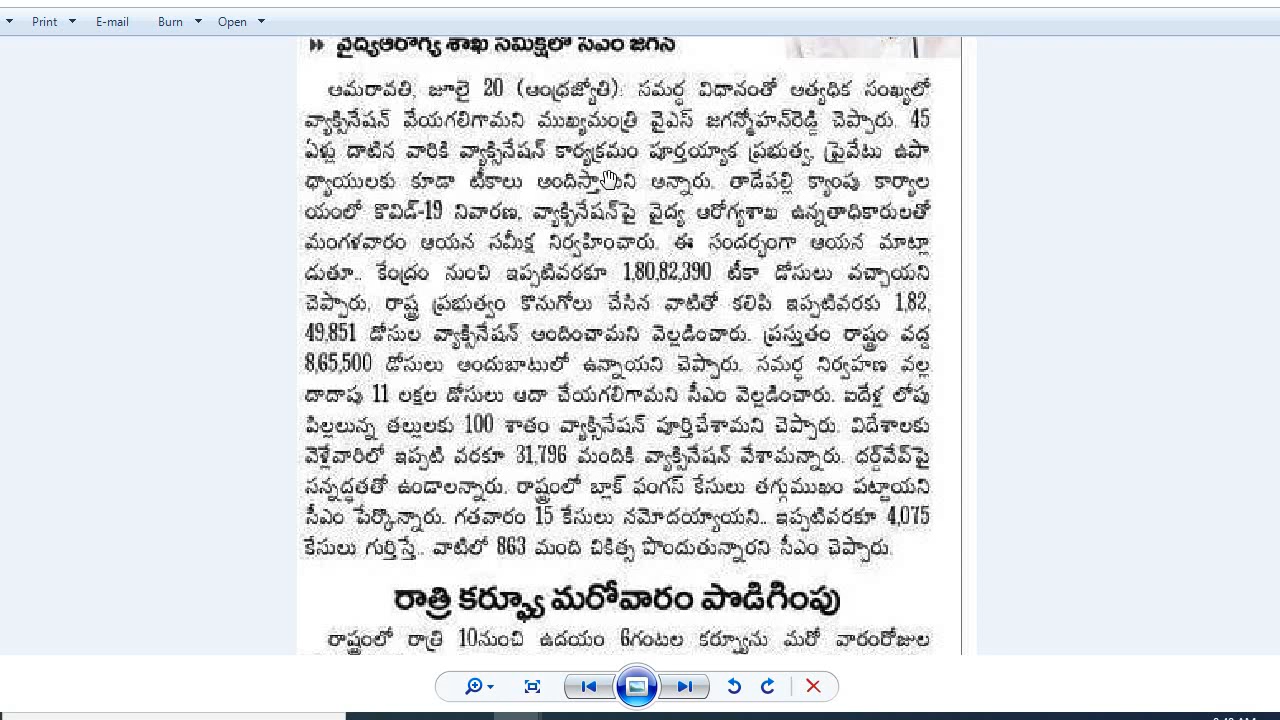 Print E-mail Burn Open
వైద్యఆరోగ్య శాఖ సమీక్షలో సీఎం జగన్
అమరావతి, జూలై 20 (ఆంధ్రజ్యోతి): సమర్థ విధానంతో అత్యధిక సంఖ్యలో
వ్యాక్సినేషన్ వేయగలిగామని ముఖ్యమంత్రి వైఎస్ జగన్మోహన్‌రెడ్డి చెప్పారు. 45
ఏళ్లు దాటిన వారికి వ్యాక్సినేషన్ కార్యక్రమం పూర్తయ్యాక ప్రభుత్వ, ప్రైవేటు ఉపా
ధ్యాయులకు కూడా టీకాలు అందిస్తామని అన్నారు. తాడేపల్లి క్యాంపు కార్యాల
యంలో కొవిడ్-19 నివారణ, వ్యాక్సినేషన్‌పై వైద్య ఆరోగ్యశాఖ ఉన్నతాధికారులతో
మంగళవారం ఆయన సమీక్ష నిర్వహించారు. ఈ సందర్భంగా ఆయన మాట్లా
డుతూ.. కేంద్రం నుంచి ఇప్పటివరకూ 1,80,82,390 టీకా డోసులు వచ్చాయని
చెప్పారు. రాష్ట్ర ప్రభుత్వం కొనుగోలు చేసిన వాటితో కలిపి ఇప్పటివరకు 1,82,
49,851 డోసుల వ్యాక్సినేషన్ అందించామని వెల్లడించారు. ప్రస్తుతం రాష్ట్రం వద్ద
8,65,500 డోసులు అందుబాటులో ఉన్నాయని చెప్పారు. సమర్థ నిర్వహణ వల్ల
దాదాపు 11 లక్షల డోసులు ఆదా చేయగలిగామని సీఎం వెల్లడించారు. ఐదేళ్ల లోపు
పిల్లలున్న తల్లులకు 100 శాతం వ్యాక్సినేషన్ పూర్తిచేశామని చెప్పారు. విదేశాలకు
వెళ్లేవారిలో ఇప్పటి వరకూ 31,796 మందికి వ్యాక్సినేషన్ వేశామన్నారు. థర్డ్‌వేవ్‌పై
సన్నద్ధతతో ఉండాలన్నారు. రాష్ట్రంలో బ్లాక్ ఫంగస్ కేసులు తగ్గుముఖం పట్టాయని
సీఎం పేర్కొన్నారు. గతవారం 15 కేసులు నమోదయ్యాయని.. ఇప్పటివరకూ 4,075
కేసులు గుర్తిస్తే.. వాటిలో 863 మంది చికిత్స పొందుతున్నారని సీఎం చెప్పారు.
రాత్రి కర్ఫ్యూ మరోవారం పొడిగింపు
రాష్ట్రంలో రాత్రి 10నుంచి ఉదయం 6గంటల కర్ఫ్యూను మరో వారంరోజుల